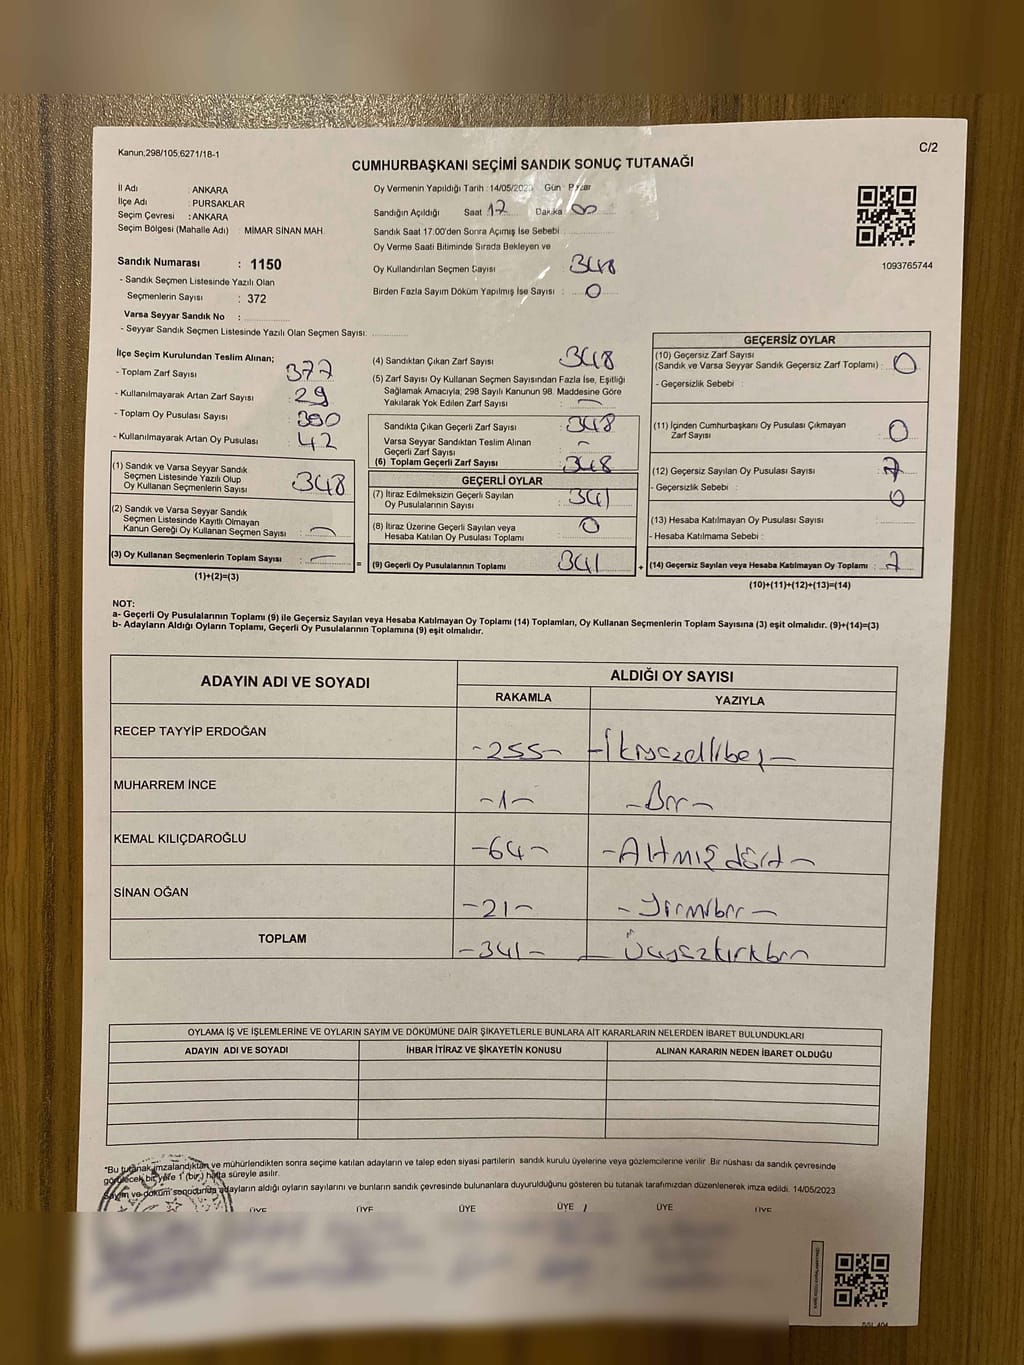 Kanun;298/105;6271/18-1
C/2
CUMHURBAŞKANI SEÇİMİ SANDIK SONUÇ TUTANAĞI
İl Adı : ANKARA
İlçe Adı : PURSAKLAR
Seçim Çevresi : ANKARA
Seçim Bölgesi (Mahalle Adı) : MİMAR SİNAN MAH.
Sandık Numarası : 1150
- Sandık Seçmen Listesinde Yazılı Olan
Seçmenlerin Sayısı : 372
Varsa Seyyar Sandık No :
- Seyyar Sandık Seçmen Listesinde Yazılı Olan Seçmen Sayısı:
Oy Vermenin Yapıldığı Tarih : 14/05/2023 Gün : Pazar
Sandığın Açıldığı Saat 17 Dakika 00
Sandık Saat 17:00'den Sonra Açımış İse Sebebi :
Oy Verme Saati Bitiminde Sırada Bekleyen ve
Oy Kullandırılan Seçmen Sayısı : 348
Birden Fazla Sayım Döküm Yapılmış İse Sayısı : 0
1093765744
İlçe Seçim Kurulundan Teslim Alınan;
- Toplam Zarf Sayısı : 377
- Kullanılmayarak Artan Zarf Sayısı : 29
- Toplam Oy Pusulası Sayısı : 390
- Kullanılmayarak Artan Oy Pusulası : 42
(1) Sandık ve Varsa Seyyar Sandık
Seçmen Listesinde Yazılı Olup
Oy Kullanan Seçmenlerin Sayısı : 348
(2) Sandık ve Varsa Seyyar Sandık
Seçmen Listesinde Kayıtlı Olmayan
Kanun Gereği Oy Kullanan Seçmen Sayısı : —
(3) Oy Kullanan Seçmenlerin Toplam Sayısı : —
(1)+(2)=(3)
(4) Sandıktan Çıkan Zarf Sayısı : 348
(5) Zarf Sayısı Oy Kullanan Seçmen Sayısından Fazla İse, Eşitliği
Sağlamak Amacıyla, 298 Sayılı Kanunun 98. Maddesine Göre
Yakılarak Yok Edilen Zarf Sayısı : —
Sandıkta Çıkan Geçerli Zarf Sayısı : 348
Varsa Seyyar Sandıktan Teslim Alınan
Geçerli Zarf Sayısı : —
(6) Toplam Geçerli Zarf Sayısı : 348
GEÇERLİ OYLAR
(7) İtiraz Edilmeksizin Geçerli Sayılan
Oy Pusulalarının Sayısı : 341
(8) İtiraz Üzerine Geçerli Sayılan veya
Hesaba Katılan Oy Pusulası Toplamı : 0
= (9) Geçerli Oy Pusulalarının Toplamı : 341 +
GEÇERSİZ OYLAR
(10) Geçersiz Zarf Sayısı
(Sandık ve Varsa Seyyar Sandık Geçersiz Zarf Toplamı) : 0
- Geçersizlik Sebebi :
(11) İçinden Cumhurbaşkanı Oy Pusulası Çıkmayan
Zarf Sayısı : 0
(12) Geçersiz Sayılan Oy Pusulası Sayısı : 7
- Geçersizlik Sebebi : 0
(13) Hesaba Katılmayan Oy Pusulası Sayısı :
- Hesaba Katılmama Sebebi :
(14) Geçersiz Sayılan veya Hesaba Katılmayan Oy Toplamı : 7
(10)+(11)+(12)+(13)=(14)
NOT:
a- Geçerli Oy Pusulalarının Toplamı (9) ile Geçersiz Sayılan veya Hesaba Katılmayan Oy Toplamı (14) Toplamları, Oy Kullanan Seçmenlerin Toplam Sayısına (3) eşit olmalıdır. (9)+(14)=(3)
b- Adayların Aldığı Oyların Toplamı, Geçerli Oy Pusulalarının Toplamına (9) eşit olmalıdır.
ADAYIN ADI VE SOYADI
ALDIĞI OY SAYISI
RAKAMLA YAZIYLA
RECEP TAYYİP ERDOĞAN -255- -İkiyüzellibeş-
MUHARREM İNCE -1- -Bir-
KEMAL KILIÇDAROĞLU -64- -Altmışdört-
SİNAN OĞAN -21- -Yirmibir-
TOPLAM -341- - Üçyüzkırkbir
OYLAMA İŞ VE İŞLEMLERİNE VE OYLARIN SAYIM VE DÖKÜMÜNE DAİR ŞİKAYETLERLE BUNLARA AİT KARARLARIN NELERDEN İBARET BULUNDUKLARI
ADAYIN ADI VE SOYADI İHBAR İTİRAZ VE ŞİKAYETİN KONUSU ALINAN KARARIN NEDEN İBARET OLDUĞU
"Bu tutanak imzalandıktan ve mühürlendikten sonra seçime katılan adayların ve talep eden siyasi partilerin sandık kurulu üyelerine veya gözlemcilerine verilir. Bir nüshası da sandık çevresinde
görülecek bir yere 1 (bir) hafta süreyle asılır.
Sayım ve döküm sonucunda adayların aldığı oyların sayılarını ve bunların sandık çevresinde bulunanlara duyurulduğunu gösteren bu tutanak tarafımızdan düzenlenerek imza edildi. 14/05/2023
ÜYE ÜYE ÜYE ÜYE ÜYE ÜYE